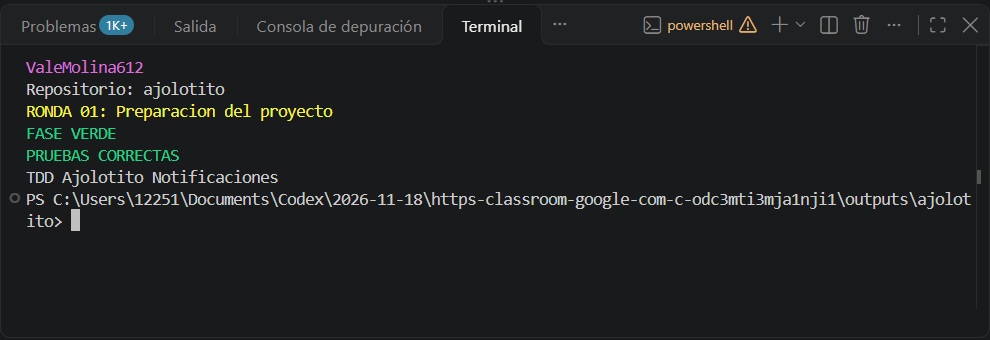 Problemas 1K+ Salida Consola de depuración Terminal ··· powershell ···
ValeMolina612
Repositorio: ajolotito
RONDA 01: Preparacion del proyecto
FASE VERDE
PRUEBAS CORRECTAS
TDD Ajolotito Notificaciones
PS C:\Users\12251\Documents\Codex\2026-11-18\https-classroom-google-com-c-odc3mti3mja1nji1\outputs\ajolot
ito>